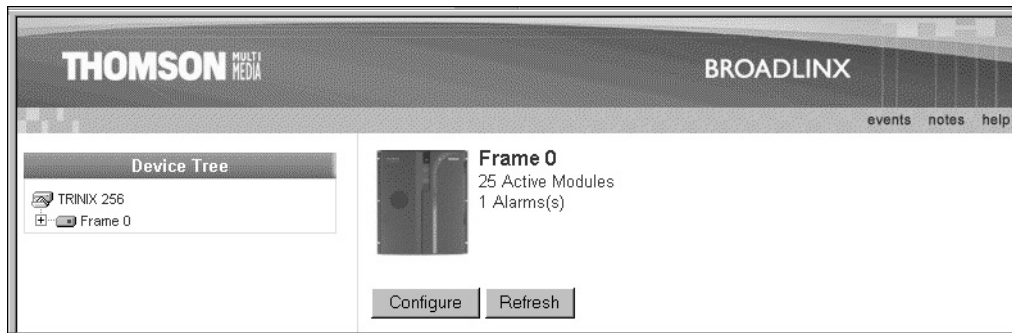 THOMSON MULTI MEDIA
BROADLINX
events notes help
Device Tree
TRINIX 256
Frame 0
Frame 0
25 Active Modules
1 Alarms(s)
Configure Refresh